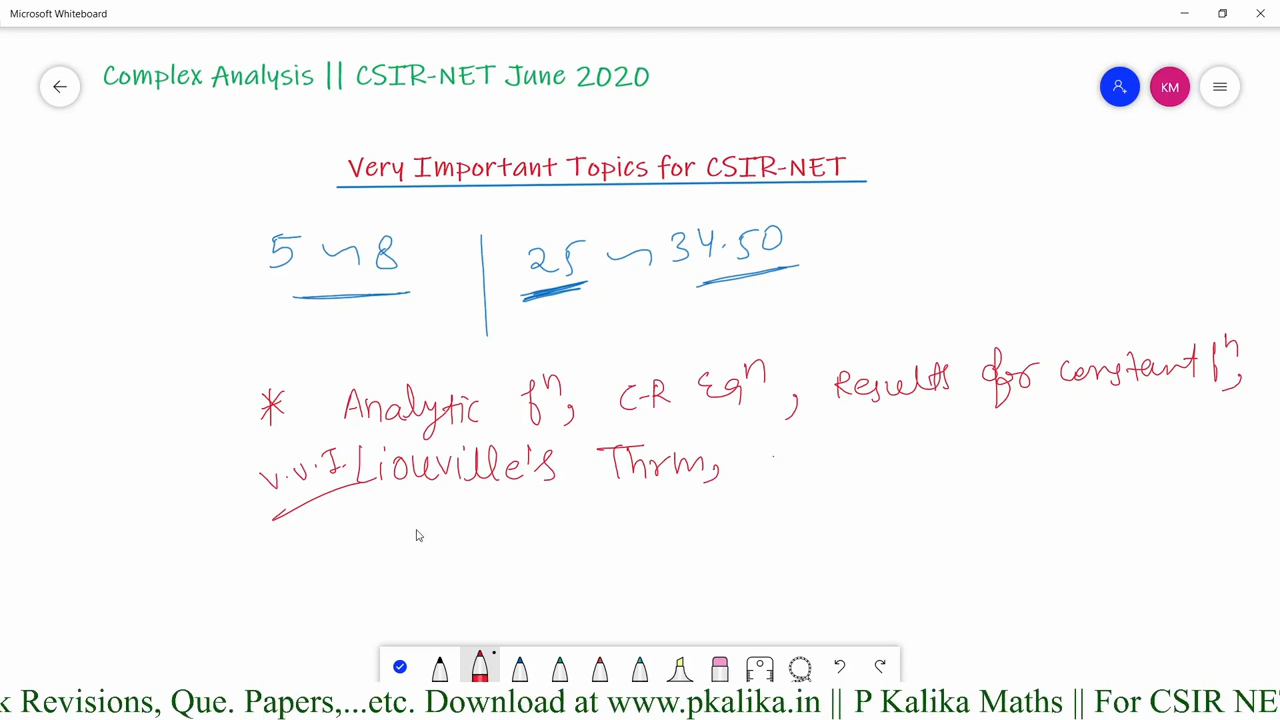 Microsoft Whiteboard
Complex Analysis || CSIR-NET June 2020
KM
Very Important Topics for CSIR-NET
5 ~ 8 | 25 ~ 34.50
* Analytic fⁿ, C-R Eqⁿ, Results for constant fⁿ,
V.V.I. Liouville's Thrm,
k Revisions, Que. Papers,...etc. Download at www.pkalika.in || P Kalika Maths || For CSIR NE